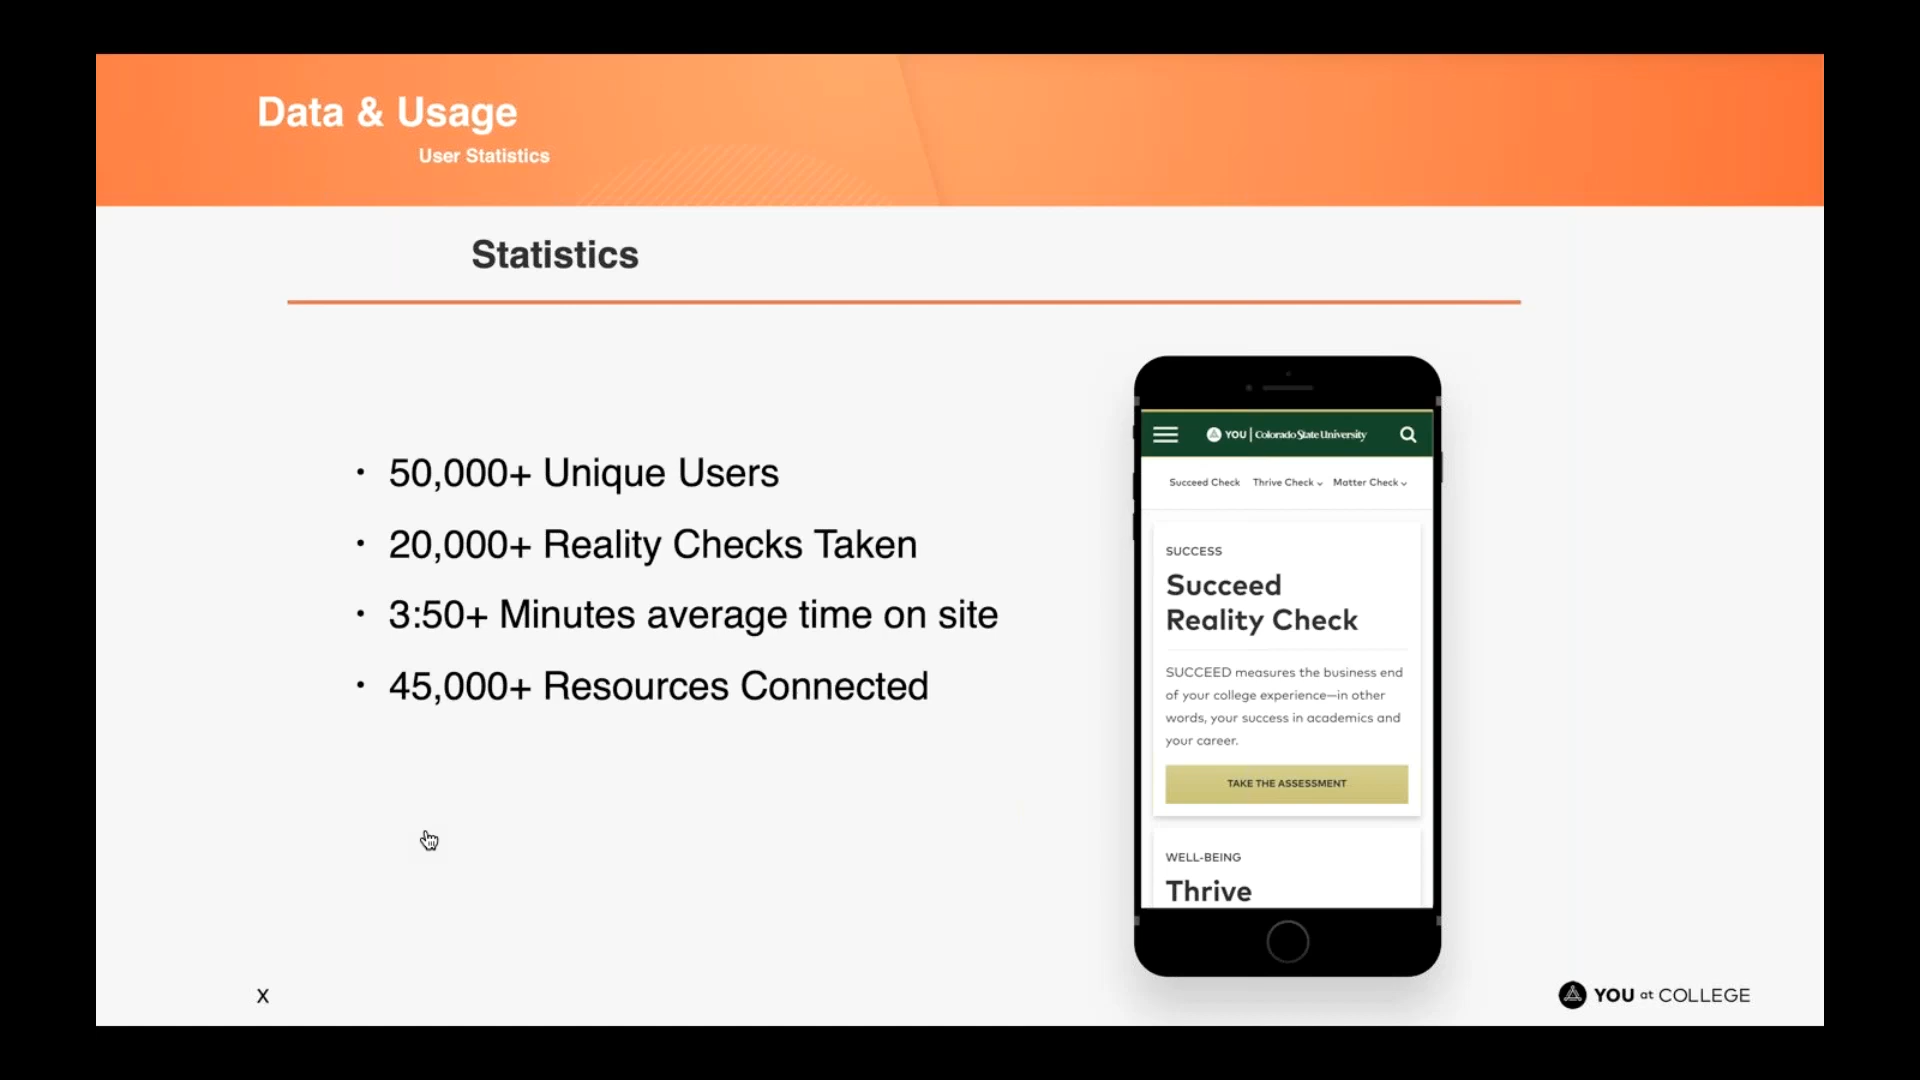 Data & Usage
User Statistics
Statistics
• 50,000+ Unique Users
• 20,000+ Reality Checks Taken
• 3:50+ Minutes average time on site
• 45,000+ Resources Connected
YOU | Colorado State University
Succeed Check Thrive Check Matter Check
SUCCESS
Succeed
Reality Check
SUCCEED measures the business end
of your college experience—in other
words, your success in academics and
your career.
TAKE THE ASSESSMENT
WELL-BEING
Thrive
X
YOU at COLLEGE